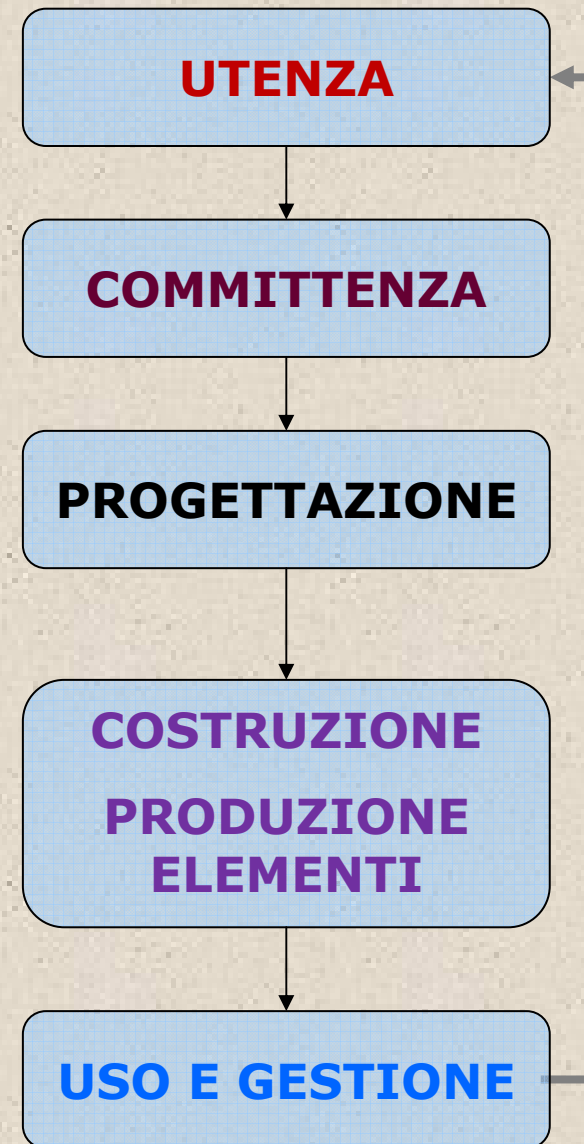 UTENZA
COMMITTENZA
PROGETTAZIONE
COSTRUZIONE
PRODUZIONE
ELEMENTI
USO E GESTIONE